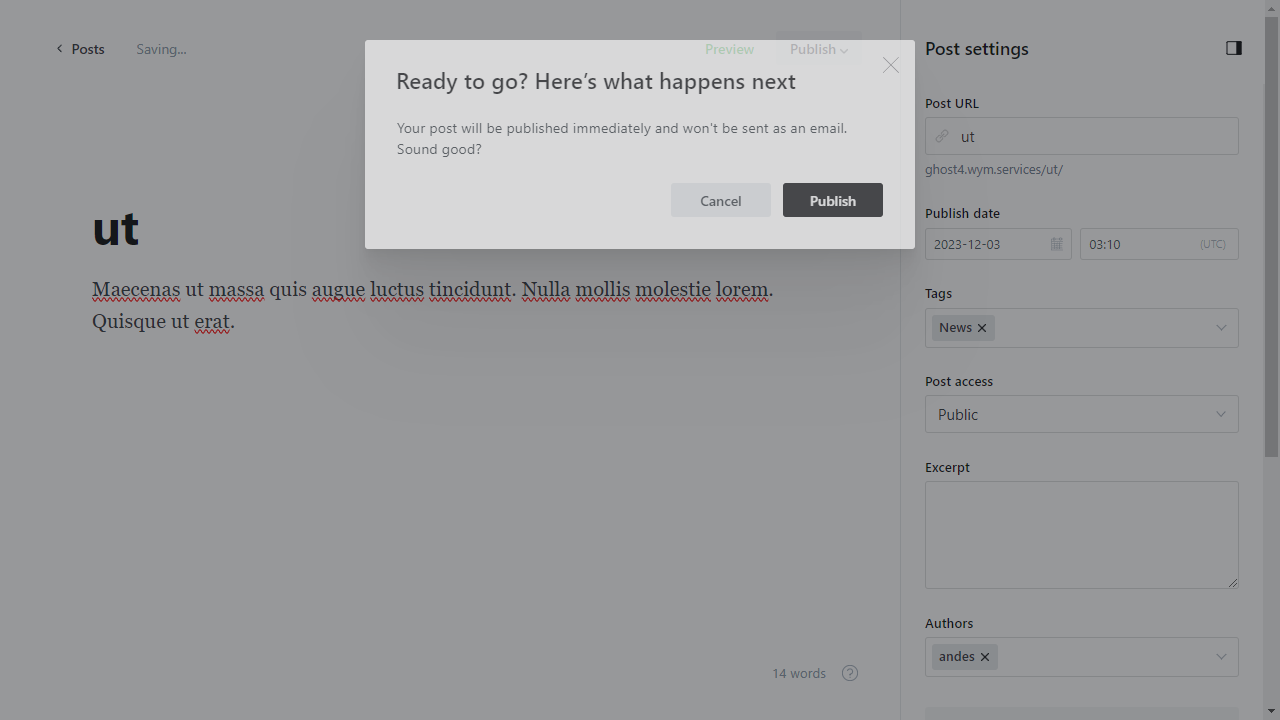 Posts
Saving...
Preview
Publish
Ready to go? Here's what happens next
Your post will be published immediately and won't be sent as an email.
Sound good?
Cancel
Publish
ut
Maecenas ut massa quis augue luctus tincidunt. Nulla mollis molestie lorem.
Quisque ut erat.
14 words
?
Post settings
Post URL
ut
ghost4.wym.services/ut/
Publish date
2023-12-03
03:10
(UTC)
Tags
News
Post access
Public
Excerpt
Authors
andes